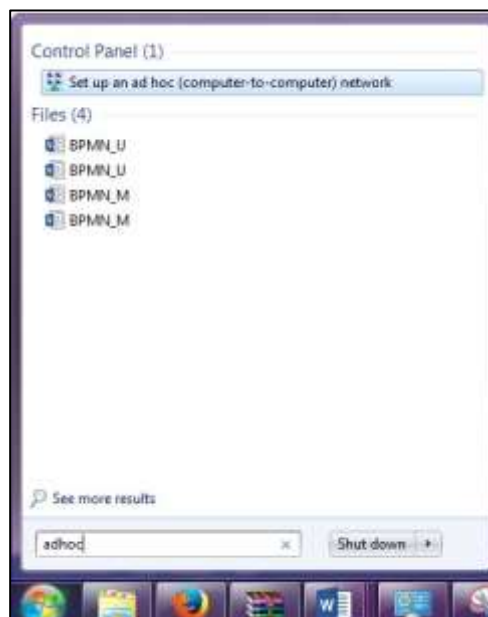 Control Panel (1)
Set up an ad hoc (computer-to-computer) network
Files (4)
BPMN_U
BPMN_U
BPMN_M
BPMN_M
See more results
adhoc
Shut down
W